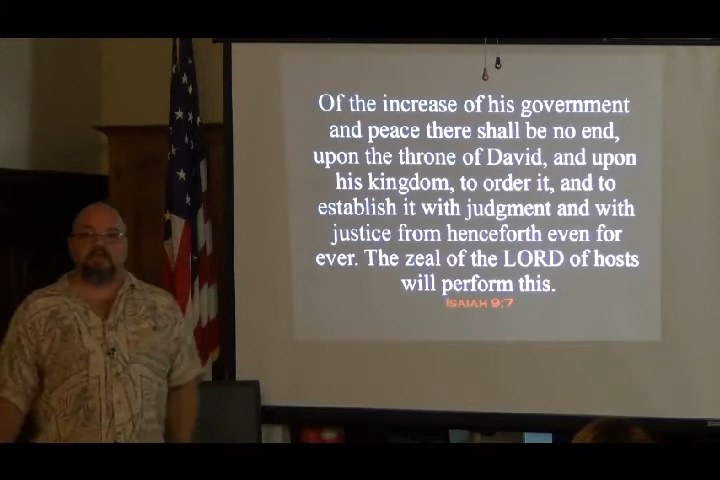 Of the increase of his government
and peace there shall be no end,
upon the throne of David, and upon
his kingdom, to order it, and to
establish it with judgment and with
justice from henceforth even for
ever. The zeal of the LORD of hosts
will perform this.
ISAIAH 9:7